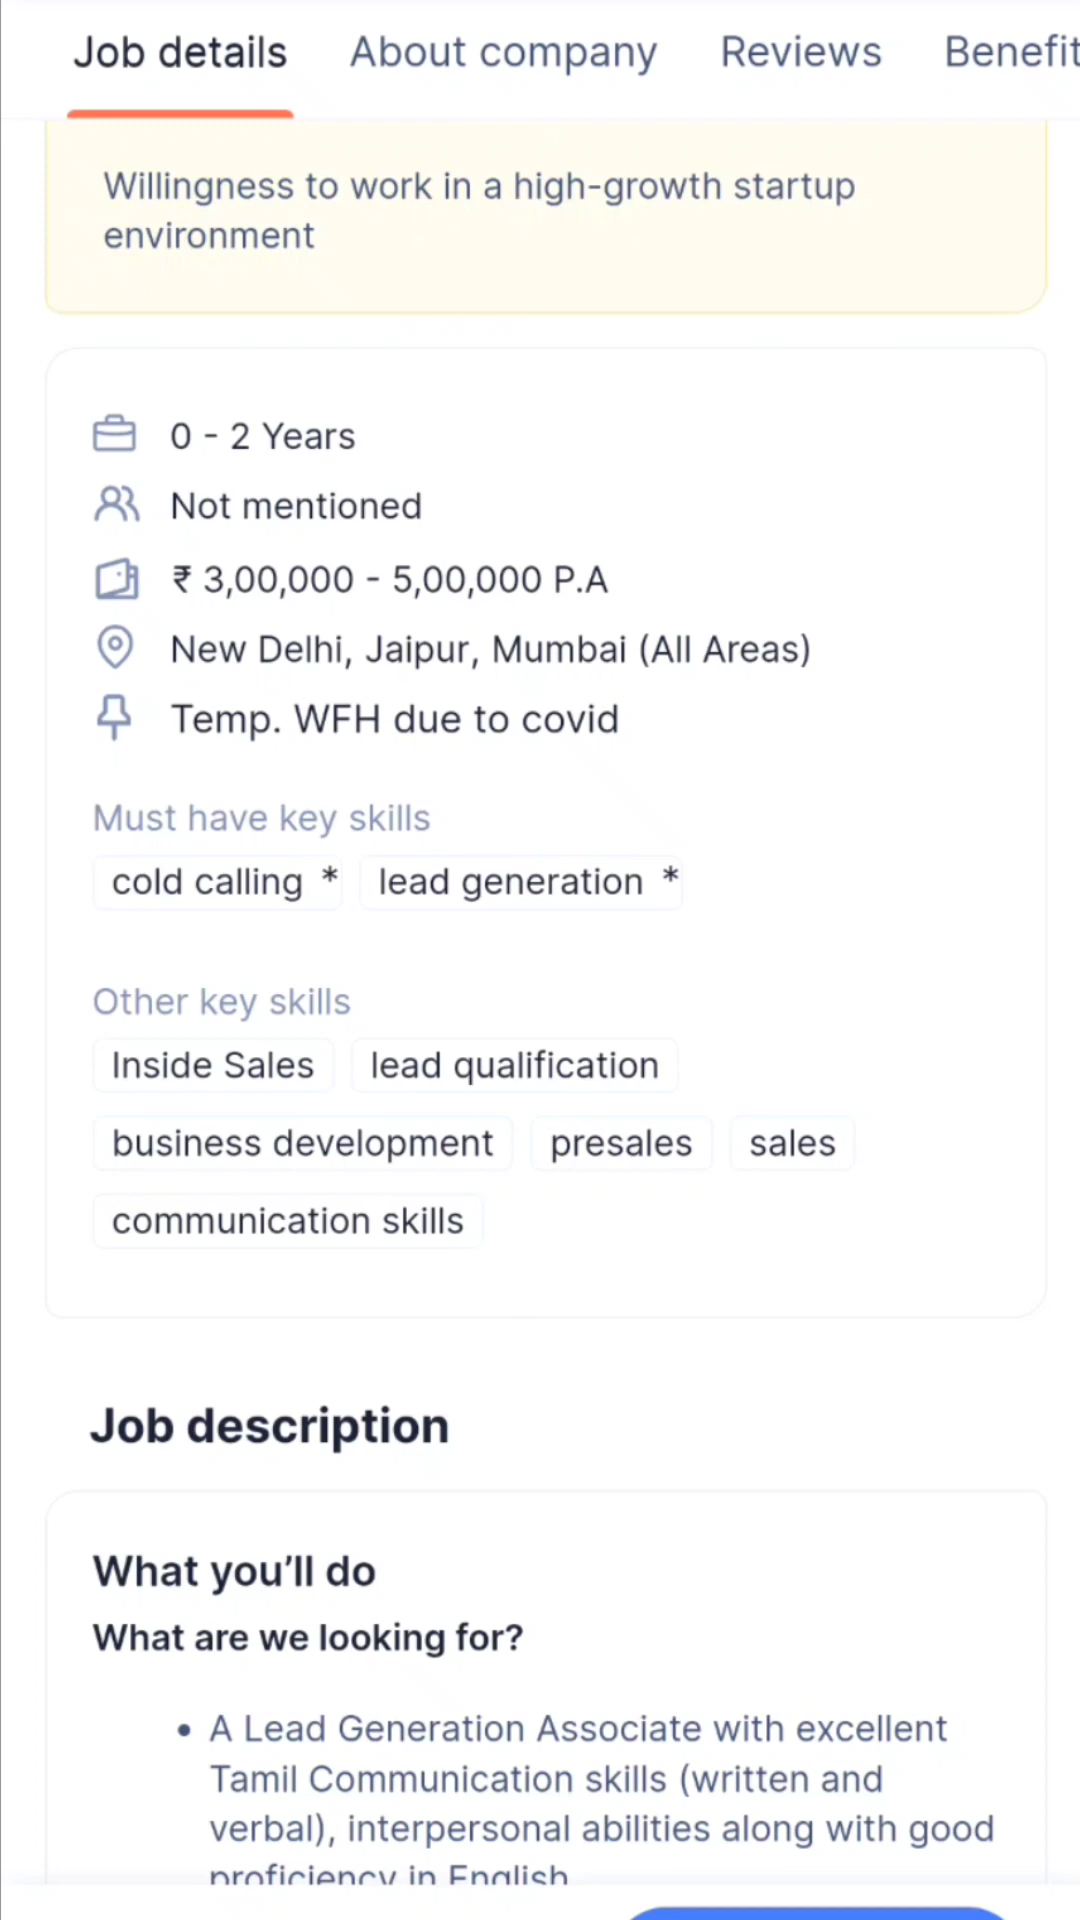 Job details About company Reviews Benefit
Willingness to work in a high-growth startup
environment
0 - 2 Years
Not mentioned
₹ 3,00,000 - 5,00,000 P.A
New Delhi, Jaipur, Mumbai (All Areas)
Temp. WFH due to covid
Must have key skills
cold calling * lead generation *
Other key skills
Inside Sales lead qualification
business development presales sales
communication skills
Job description
What you’ll do
What are we looking for?
• A Lead Generation Associate with excellent
Tamil Communication skills (written and
verbal), interpersonal abilities along with good
proficiency in English